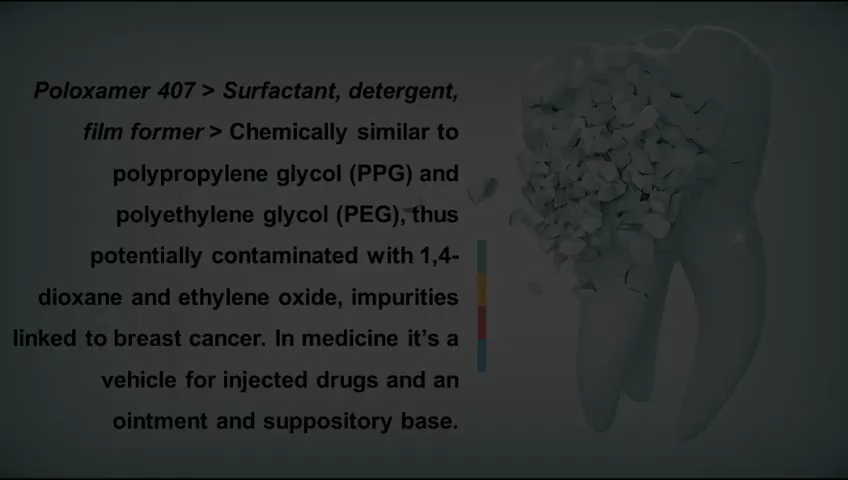 Poloxamer 407 > Surfactant, detergent,
film former > Chemically similar to
polypropylene glycol (PPG) and
polyethylene glycol (PEG), thus
potentially contaminated with 1,4-
dioxane and ethylene oxide, impurities
linked to breast cancer. In medicine it’s a
vehicle for injected drugs and an
ointment and suppository base.